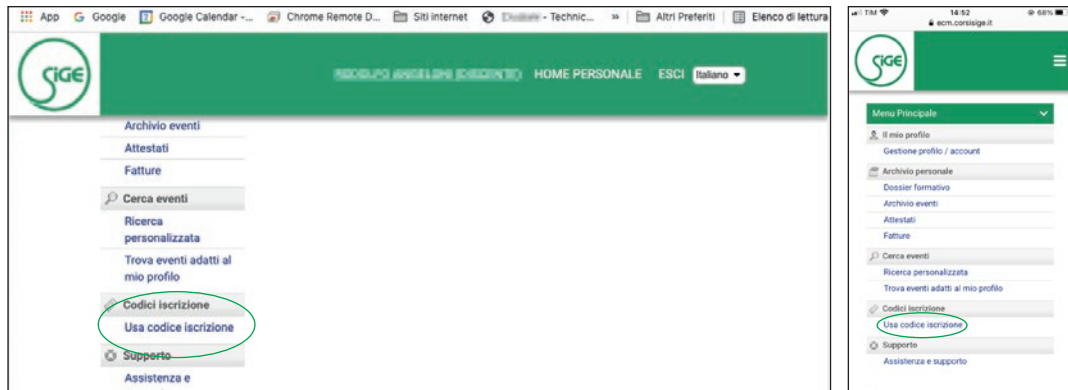 App Google Google Calendar -... Chrome Remote D... Siti internet - Technic... » Altri Preferiti Elenco di lettura
SIGE
HOME PERSONALE ESCI Italiano
Archivio eventi
Attestati
Fatture
Cerca eventi
Ricerca
personalizzata
Trova eventi adatti al
mio profilo
Codici iscrizione
Usa codice iscrizione
Supporto
Assistenza e
TIM 14:52 68%
ecm.corsisige.it
SIGE
Menu Principale
Il mio profilo
Gestione profilo / account
Archivio personale
Dossier formativo
Archivio eventi
Attestati
Fatture
Cerca eventi
Ricerca personalizzata
Trova eventi adatti al mio profilo
Codici iscrizione
Usa codice iscrizione
Supporto
Assistenza e supporto